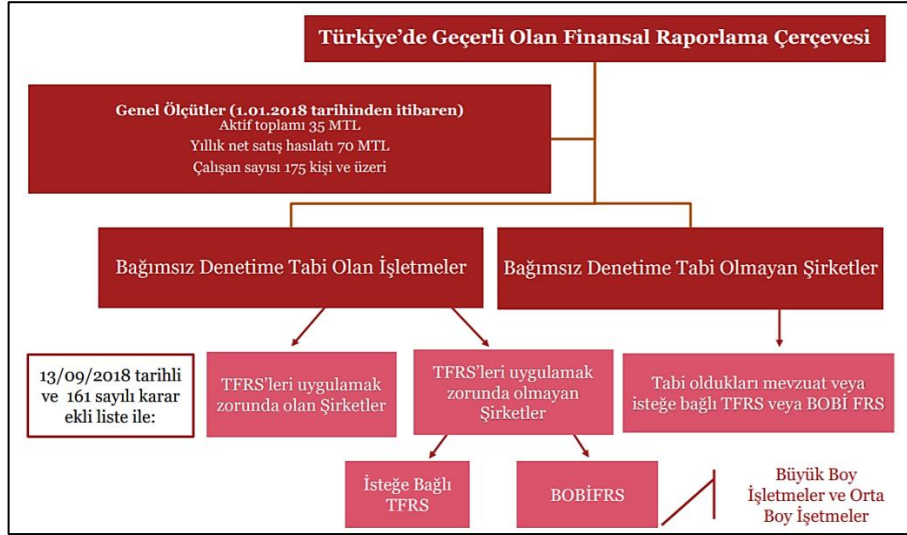 Türkiye'de Geçerli Olan Finansal Raporlama Çerçevesi
Genel Ölçütler (1.01.2018 tarihinden itibaren)
Aktif toplamı 35 MTL
Yıllık net satış hasılatı 70 MTL
Çalışan sayısı 175 kişi ve üzeri
Bağımsız Denetime Tabi Olan İşletmeler
Bağımsız Denetime Tabi Olmayan Şirketler
13/09/2018 tarihli
ve 161 sayılı karar
ekli liste ile:
TFRS'leri uygulamak
zorunda olan Şirketler
TFRS'leri uygulamak
zorunda olmayan
Şirketler
Tabi oldukları mevzuat veya
isteğe bağlı TFRS veya BOBİ FRS
İsteğe Bağlı
TFRS
BOBİFRS
Büyük Boy
İşletmeler ve Orta
Boy İşetmeler